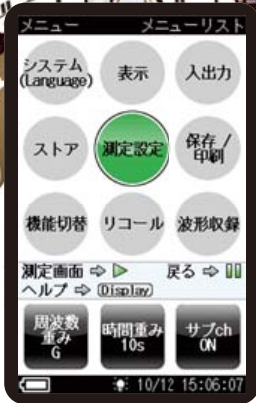 メニュー メニューリスト
システム
(Language)
表示
入出力
ストア
測定設定
保存／
印刷
機能切替
リコール
波形収録
測定画面 ⇨ ▷ 戻る ⇨ ▯▯
ヘルプ ⇨ (Display)
周波数
重み
G
時間重み
10s
サブch
ON
10/12 15:06:07